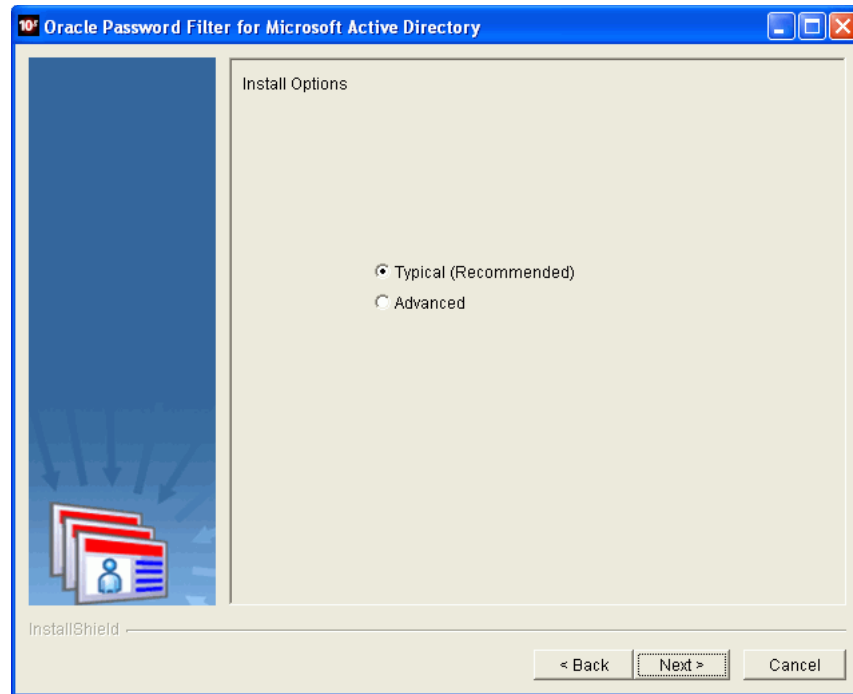 10g Oracle Password Filter for Microsoft Active Directory
Install Options
Typical (Recommended)
Advanced
InstallShield
< Back Next > Cancel